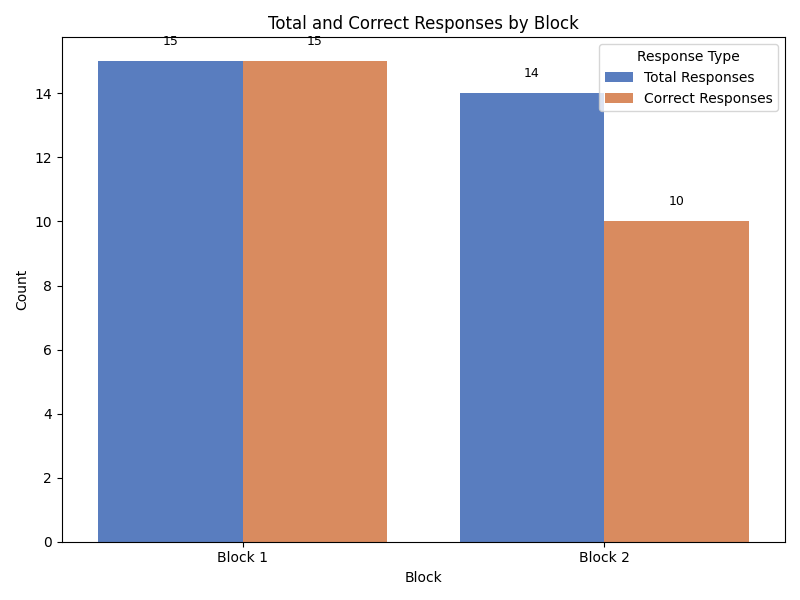 Total and Correct Responses by Block
15
15
14
10
Response Type
Total Responses
Correct Responses
Count
14
12
10
8
6
4
2
0
Block 1
Block 2
Block